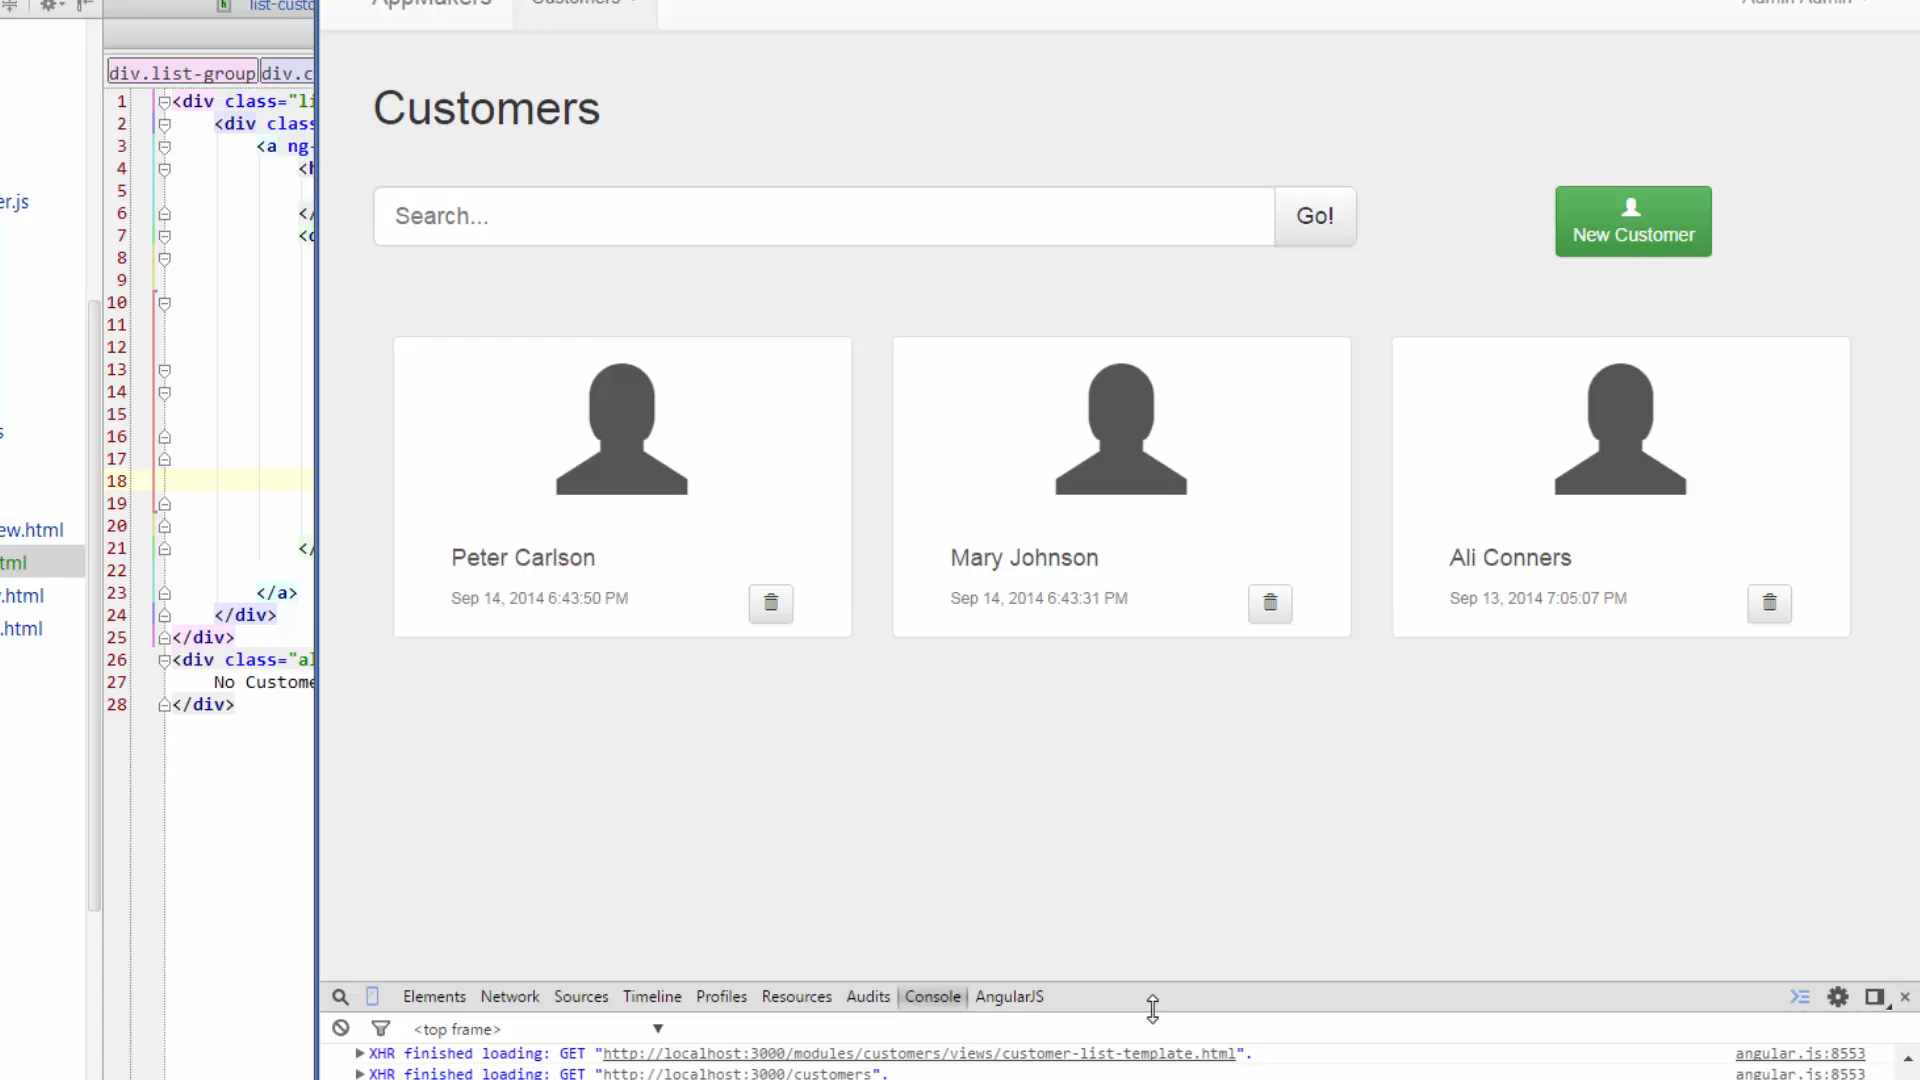 list-custo
AppMakers Customers Admin Admin
div.list-group div.c
er.js
s
ew.html
tml
.html
.html
1 <div class="li
2 <div class
3 <a ng-
4 <h
5
6 </
7 <d
8
9
10
11
12
13
14
15
16
17
18
19
20
21 </
22
23 </a>
24 </div>
25 </div>
26 <div class="al
27 No Custome
28 </div>
Customers
Search... Go!
New Customer
Peter Carlson
Sep 14, 2014 6:43:50 PM
Mary Johnson
Sep 14, 2014 6:43:31 PM
Ali Conners
Sep 13, 2014 7:05:07 PM
Elements Network Sources Timeline Profiles Resources Audits Console AngularJS
<top frame>
XHR finished loading: GET "http://localhost:3000/modules/customers/views/customer-list-template.html". angular.js:8553
XHR finished loading: GET "http://localhost:3000/customers". angular.js:8553